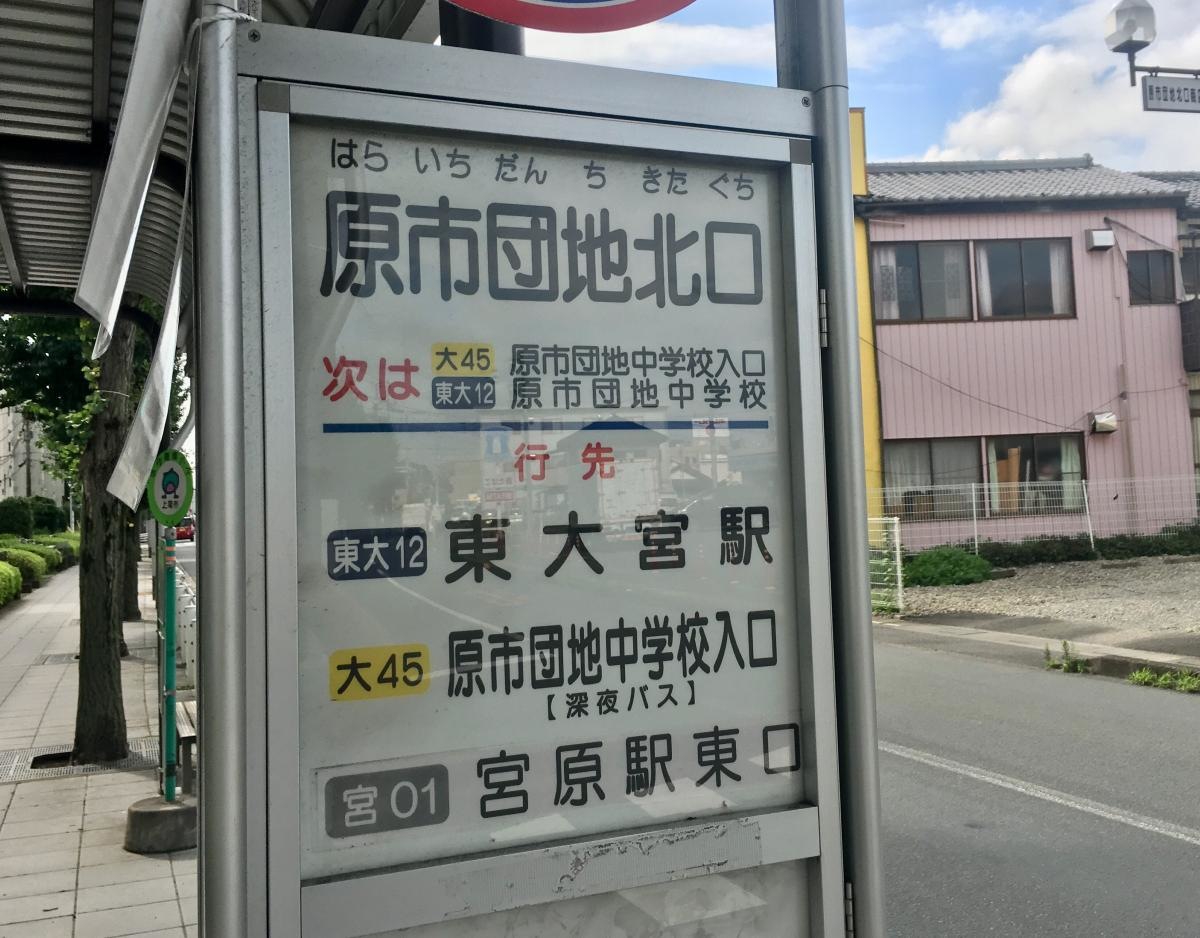 はらいちだんちきたぐち
原市団地北口
次は
大45 原市団地中学校入口
東大12 原市団地中学校
行先
東大12 東大宮駅
大45 原市団地中学校入口
【深夜バス】
宮01 宮原駅東口
上尾市